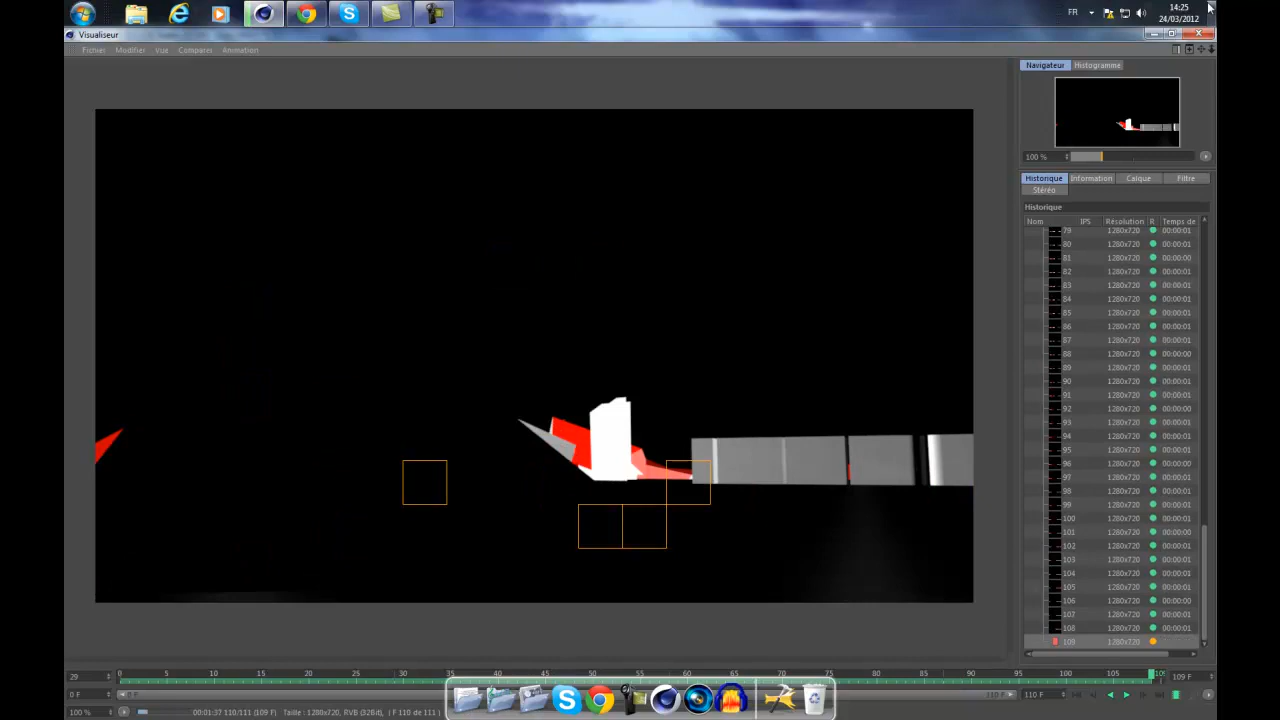 FR
14:25
24/03/2012
Visualiseur
Fichier Modifier Vue Comparer Animation
Navigateur Histogramme
100 %
Historique Information Calque Filtre
Stéréo
Historique
Nom IPS Résolution R Temps de
79 1280x720 00:00:01
80 1280x720 00:00:01
81 1280x720 00:00:00
82 1280x720 00:00:01
83 1280x720 00:00:01
84 1280x720 00:00:01
85 1280x720 00:00:01
86 1280x720 00:00:01
87 1280x720 00:00:01
88 1280x720 00:00:00
89 1280x720 00:00:01
90 1280x720 00:00:01
91 1280x720 00:00:01
92 1280x720 00:00:00
93 1280x720 00:00:01
94 1280x720 00:00:01
95 1280x720 00:00:01
96 1280x720 00:00:00
97 1280x720 00:00:01
98 1280x720 00:00:01
99 1280x720 00:00:01
100 1280x720 00:00:01
101 1280x720 00:00:00
102 1280x720 00:00:01
103 1280x720 00:00:01
104 1280x720 00:00:01
105 1280x720 00:00:01
106 1280x720 00:00:00
107 1280x720 00:00:01
108 1280x720 00:00:01
109 1280x720
29 0 5 10 15 20 25 30 35 40 45 50 55 60 65 70 75 80 85 90 95 100 105 109 F
0 F 0 F 110 F 110 F
100 % 00:01:37 110/111 (109 F) Taille : 1280x720, RVB (32Bit), ( F 110 de 111 )